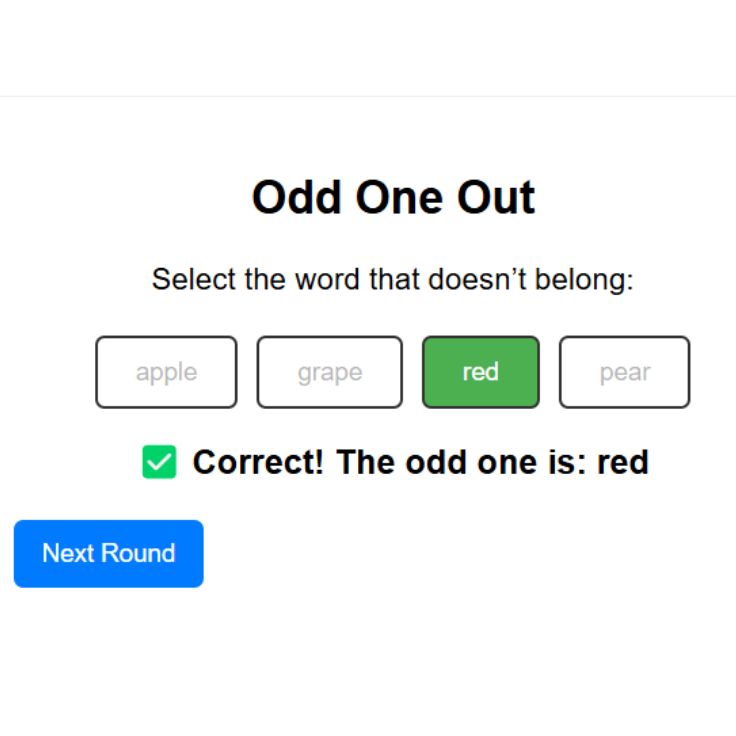 Odd One Out
Select the word that doesn’t belong:
apple grape red pear
✅ Correct! The odd one is: red
Next Round